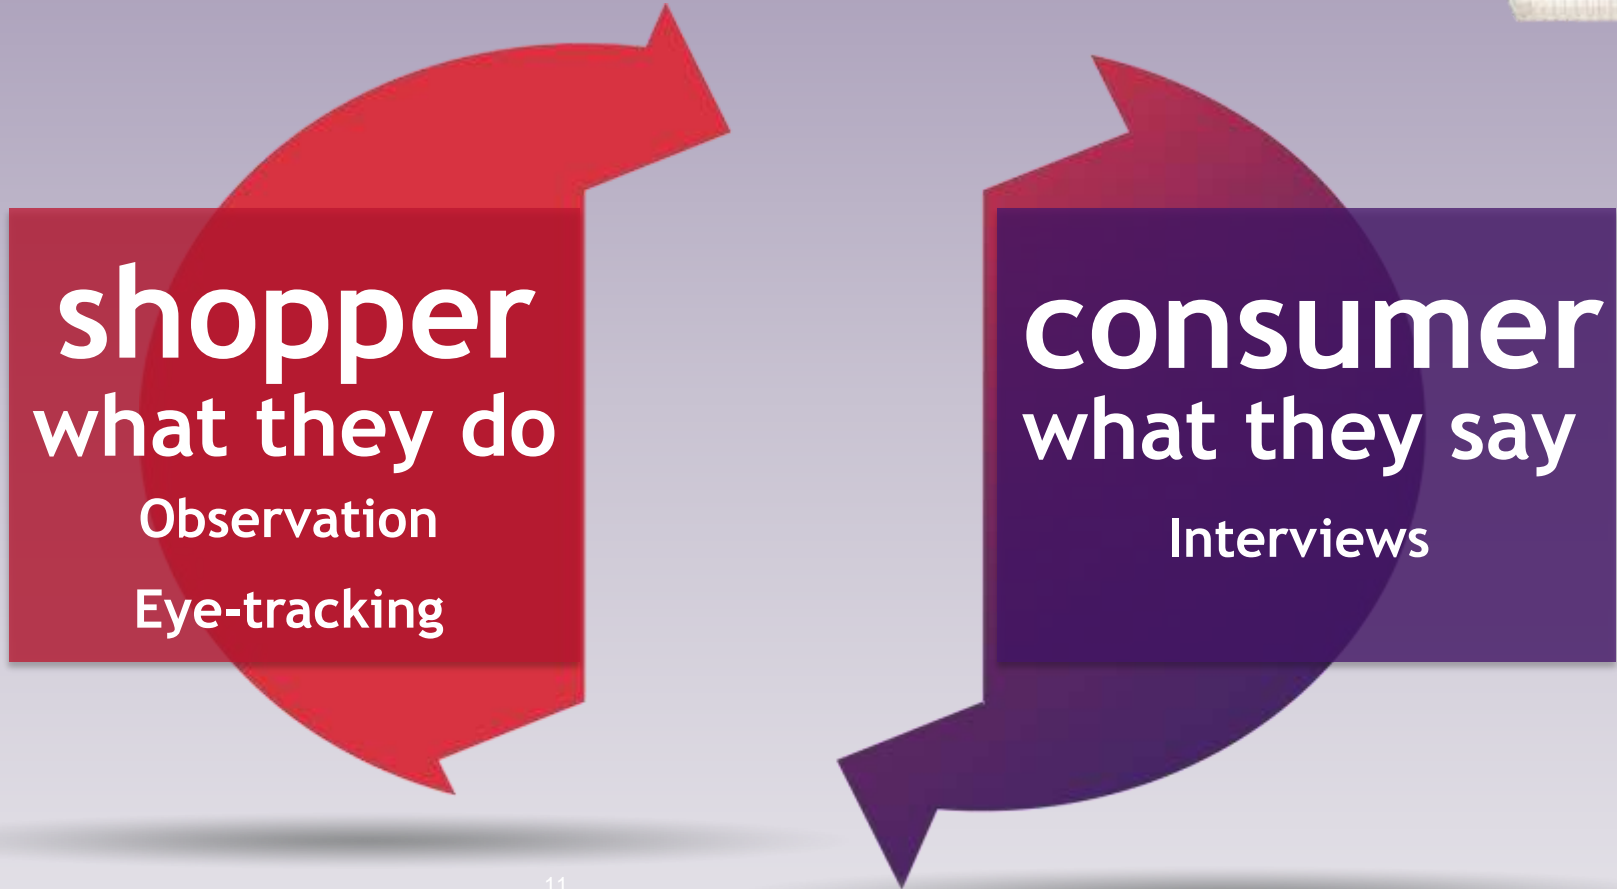 shopper
what they do
Observation
Eye-tracking
consumer
what they say
Interviews
11